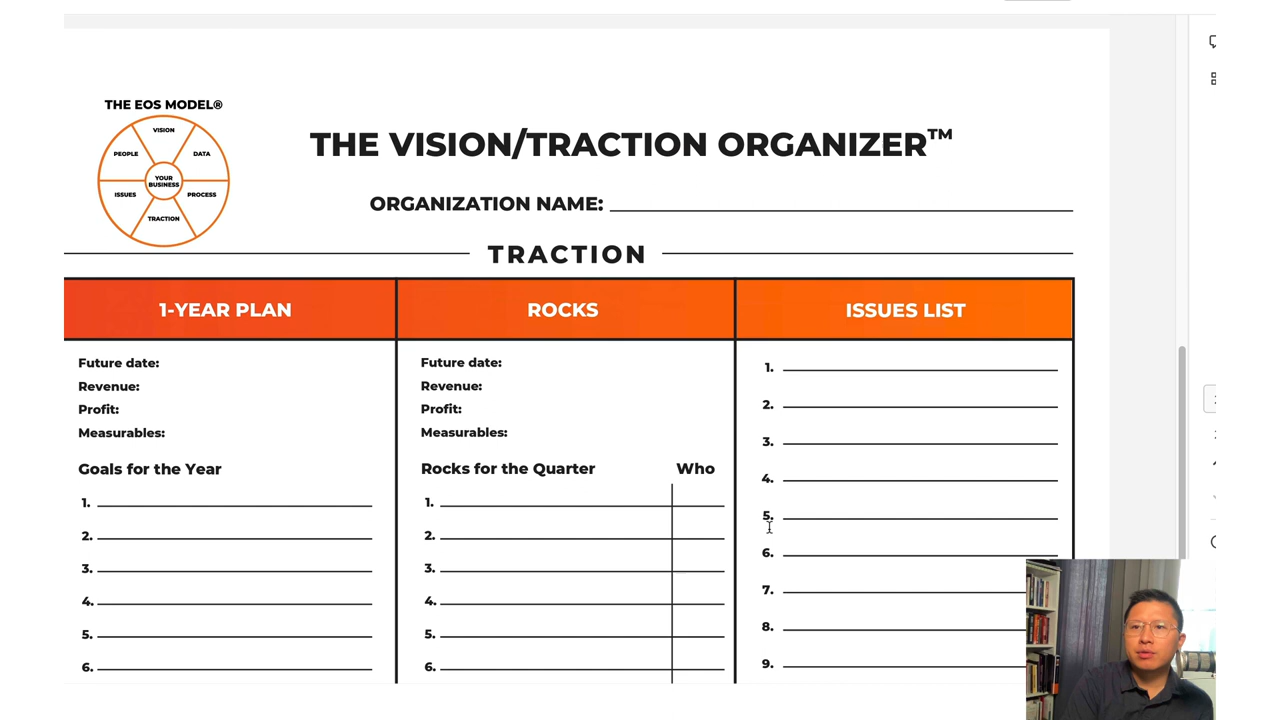 THE EOS MODEL®
VISION
PEOPLE
DATA
YOUR
BUSINESS
ISSUES
PROCESS
TRACTION
THE VISION/TRACTION ORGANIZER™
ORGANIZATION NAME:
TRACTION
1-YEAR PLAN
Future date:
Revenue:
Profit:
Measurables:
Goals for the Year
1.
2.
3.
4.
5.
6.
ROCKS
Future date:
Revenue:
Profit:
Measurables:
Rocks for the Quarter Who
1.
2.
3.
4.
5.
6.
ISSUES LIST
1.
2.
3.
4.
5.
6.
7.
8.
9.